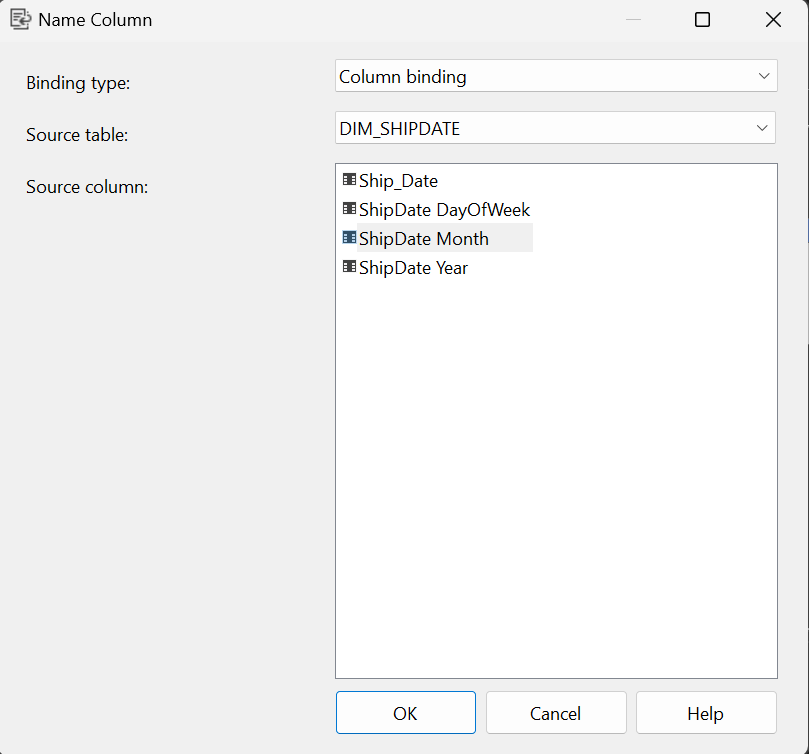 Name Column
Binding type:
Column binding
Source table:
DIM_SHIPDATE
Source column:
Ship_Date
ShipDate DayOfWeek
ShipDate Month
ShipDate Year
OK
Cancel
Help